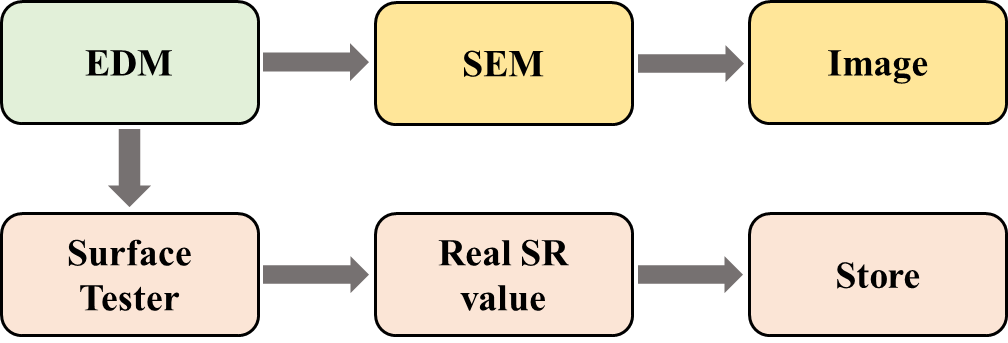 EDM
SEM
Image
Surface
Tester
Real SR
value
Store